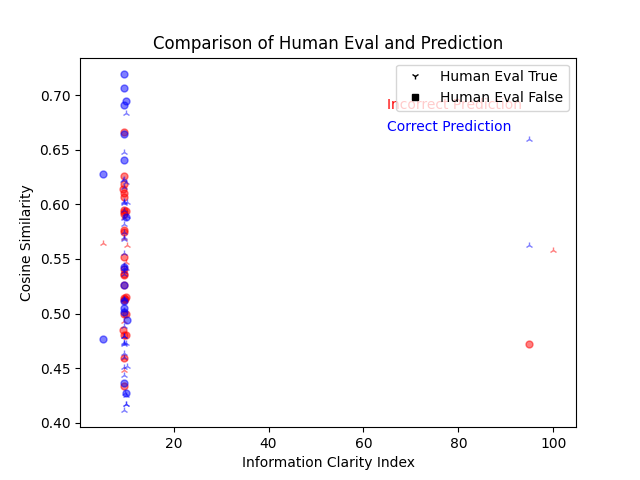 Comparison of Human Eval and Prediction
Human Eval True
Human Eval False
Incorrect Prediction
Correct Prediction
Cosine Similarity
0.70
0.65
0.60
0.55
0.50
0.45
0.40
20
40
60
80
100
Information Clarity Index